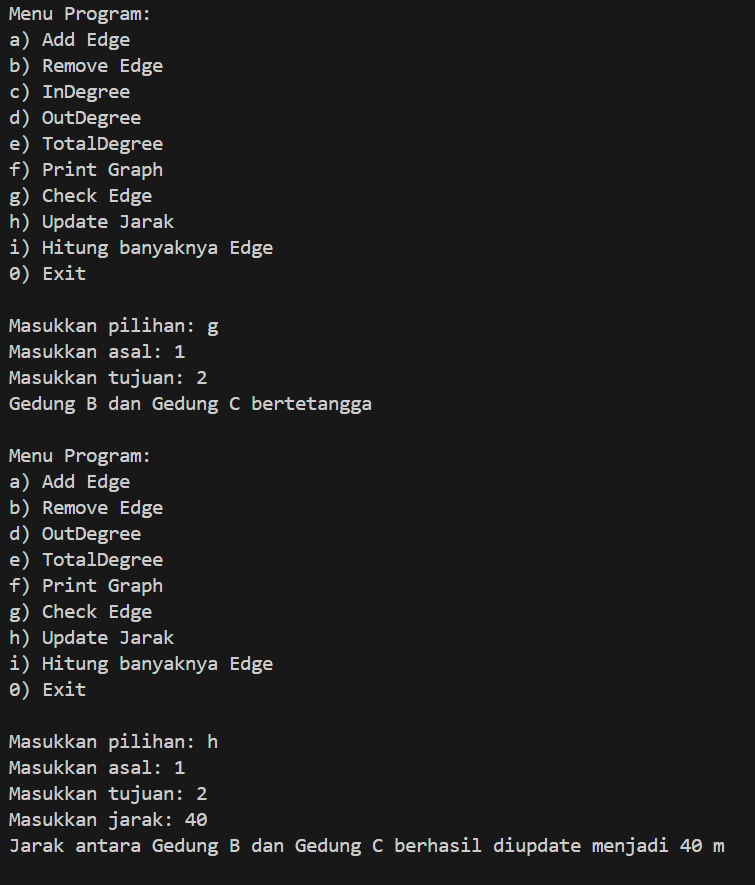 Menu Program:
a) Add Edge
b) Remove Edge
c) InDegree
d) OutDegree
e) TotalDegree
f) Print Graph
g) Check Edge
h) Update Jarak
i) Hitung banyaknya Edge
0) Exit
Masukkan pilihan: g
Masukkan asal: 1
Masukkan tujuan: 2
Gedung B dan Gedung C bertetangga
Menu Program:
a) Add Edge
b) Remove Edge
d) OutDegree
e) TotalDegree
f) Print Graph
g) Check Edge
h) Update Jarak
i) Hitung banyaknya Edge
0) Exit
Masukkan pilihan: h
Masukkan asal: 1
Masukkan tujuan: 2
Masukkan jarak: 40
Jarak antara Gedung B dan Gedung C berhasil diupdate menjadi 40 m